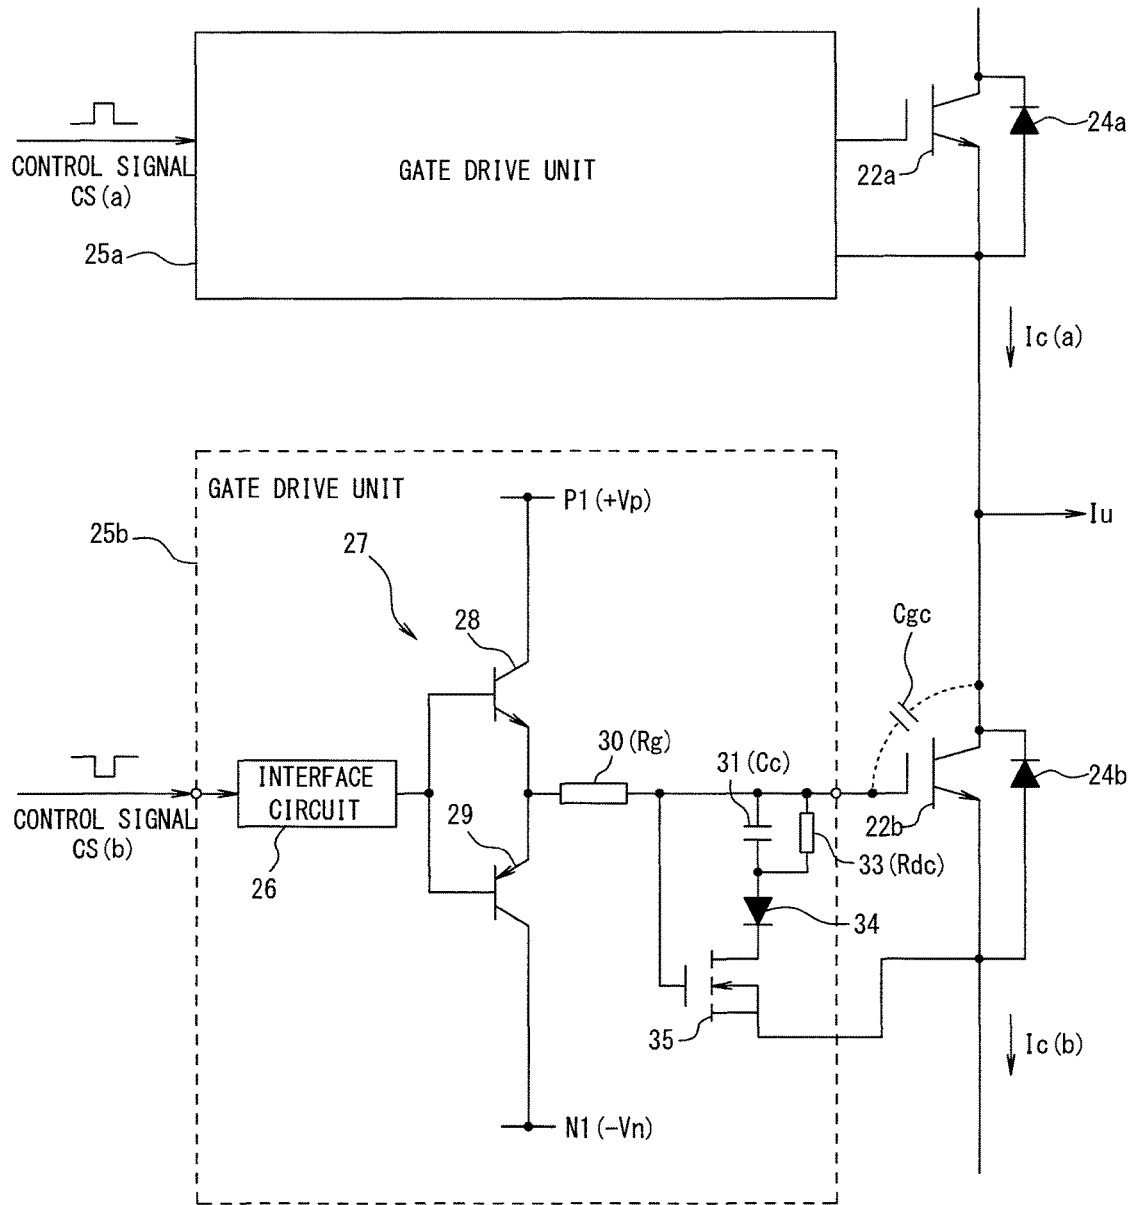 CONTROL SIGNAL
CS(a)
25a
GATE DRIVE UNIT
22a
24a
Ic(a)
GATE DRIVE UNIT
25b
P1(+Vp)
27
28
Iu
Cgc
30(Rg)
31(Cc)
CONTROL SIGNAL
CS(b)
INTERFACE
CIRCUIT
26
29
22b
24b
33(Rdc)
34
35
Ic(b)
N1(-Vn)